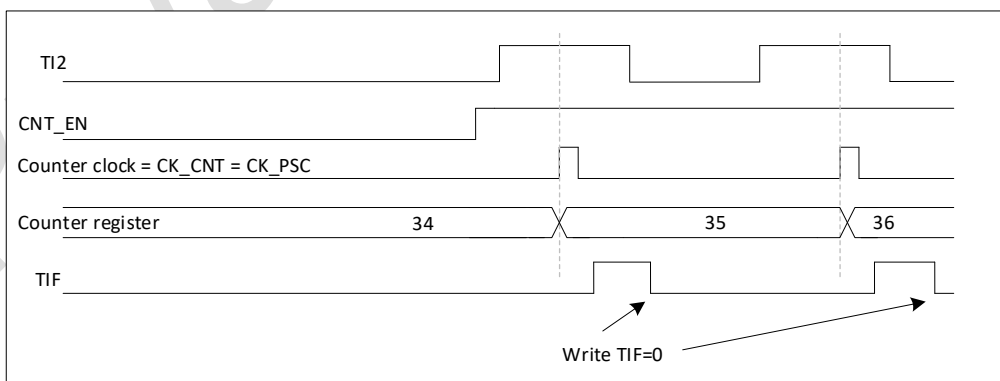 TI2
CNT_EN
Counter clock = CK_CNT = CK_PSC
Counter register 34 35 36
TIF
Write TIF=0